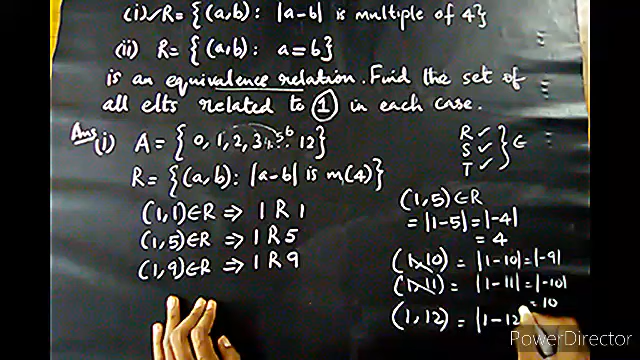 (i) R = {(a,b): |a-b| is multiple of 4}
(ii) R = {(a,b): a=b}
is an equivalence relation. Find the set of
all elts related to 1 in each case.
Ans (i) A = {0, 1, 2, 3, 4, 5, 6 .. 12}
R ✓
S ✓
T ✓ } ∈
R = {(a,b): |a-b| is m(4)}
(1,1)∈R ⇒ 1 R 1
(1,5)∈R ⇒ 1 R 5
(1,9)∈R ⇒ 1 R 9
(1,5)∈R
= |1-5| = |-4|
= 4
(1,10) = |1-10| = |-9|
(1,11) = |1-11| = |-10|
= 10
(1,12) = |1-12
PowerDirector